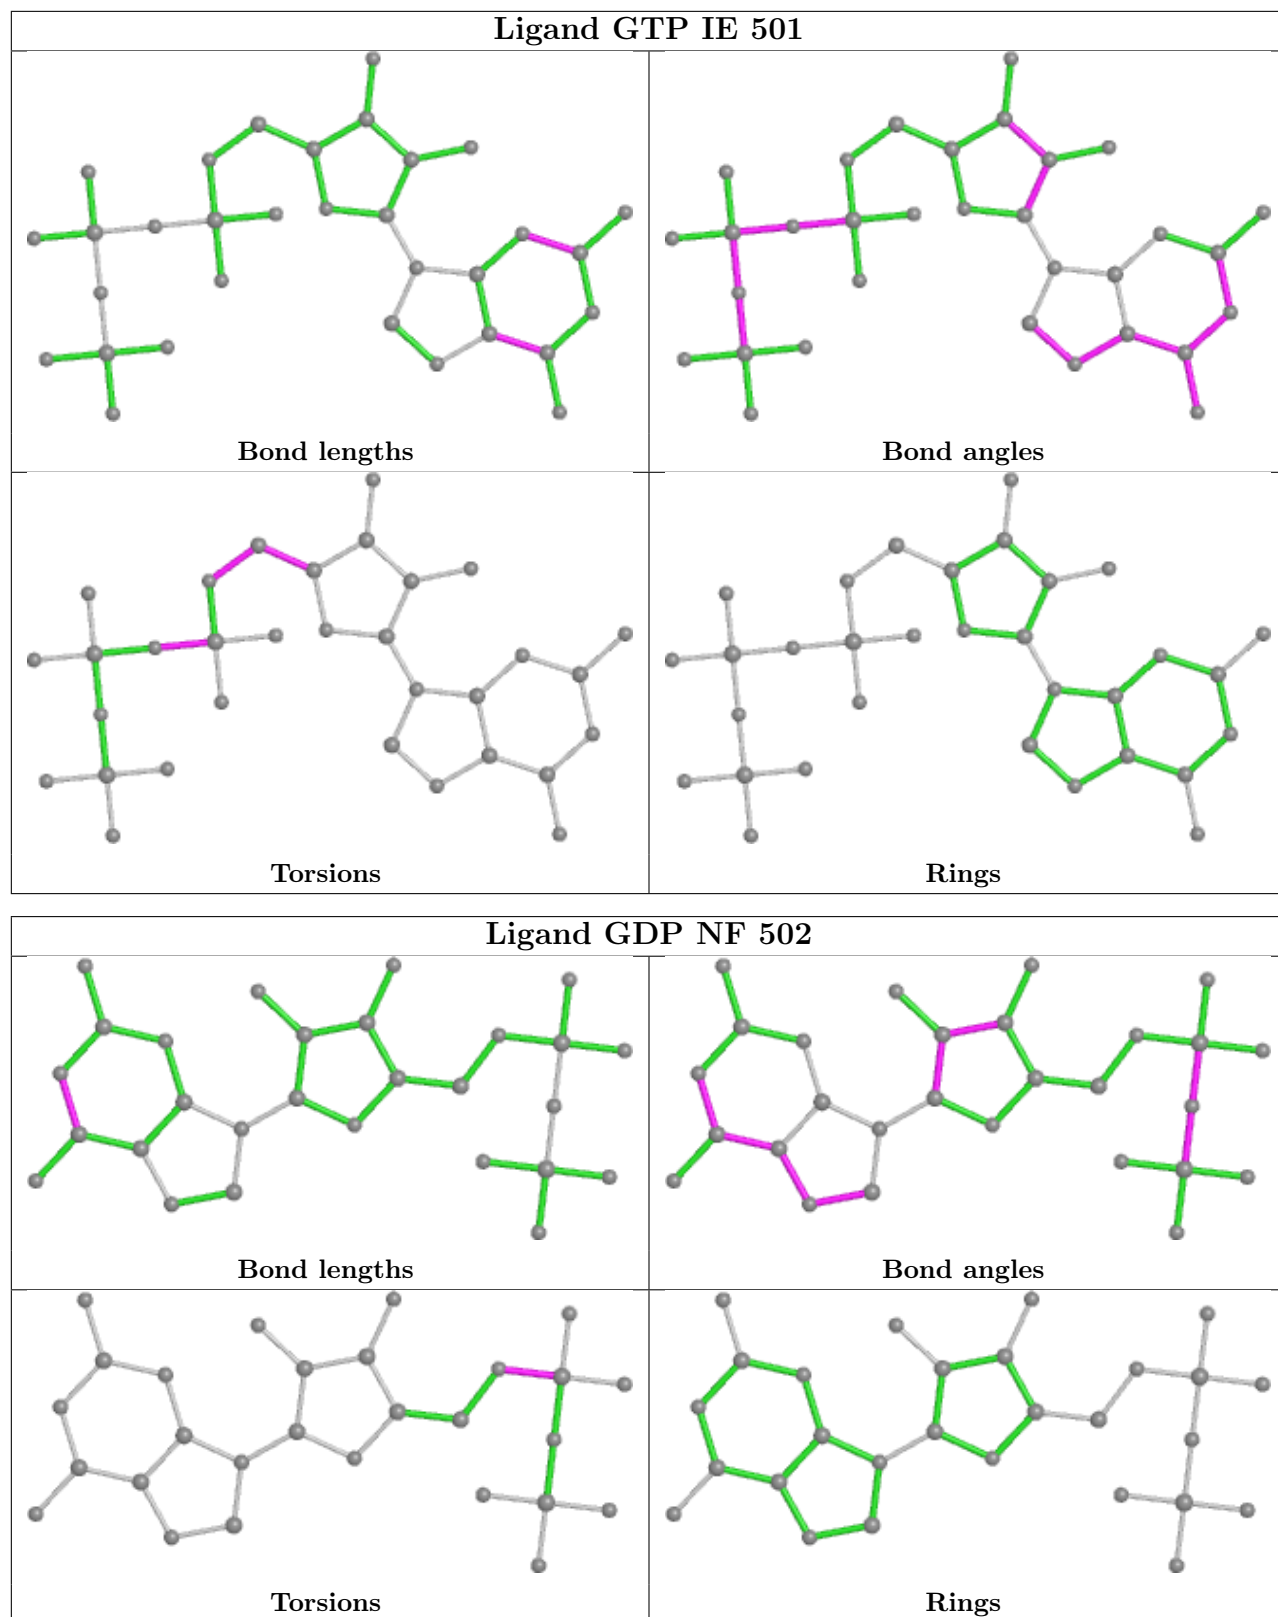 Ligand GTP IE 501
Bond lengths
Bond angles
Torsions
Rings
Ligand GDP NF 502
Bond lengths
Bond angles
Torsions
Rings